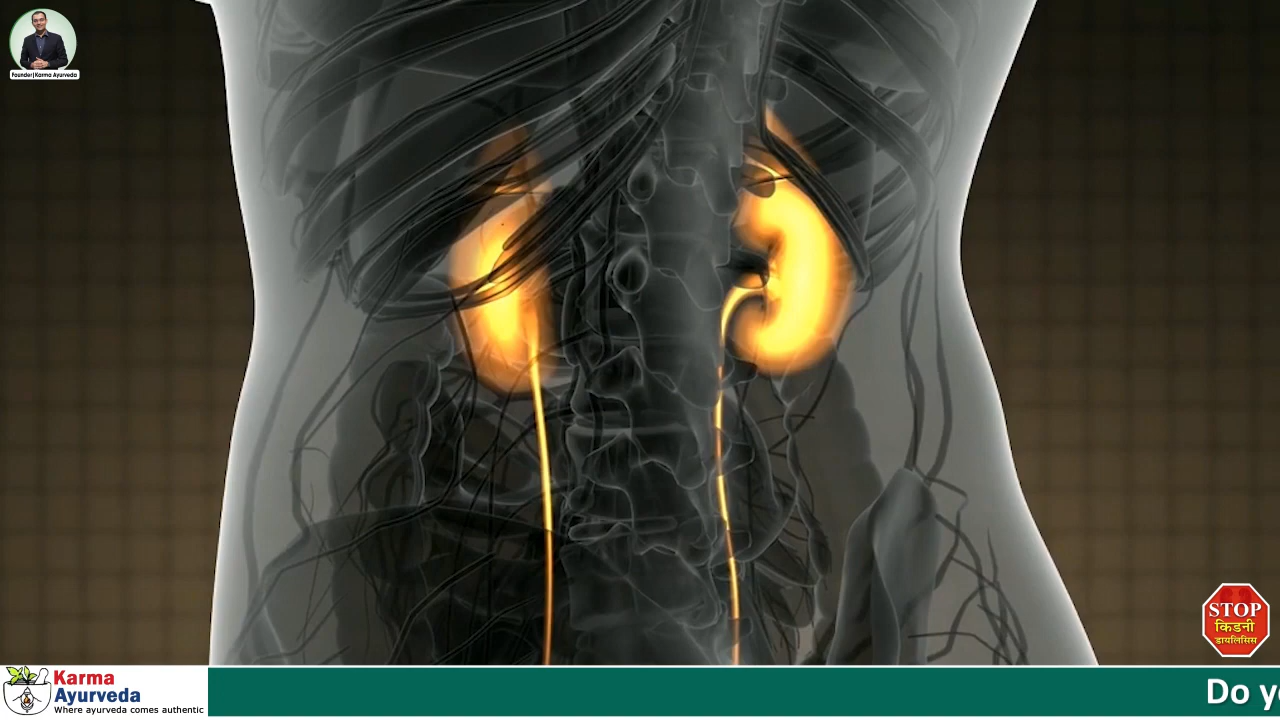 Founder|Karma Ayurveda
STOP
किडनी
डायलिसिस
Karma
Ayurveda
Where ayurveda comes authentic
Do